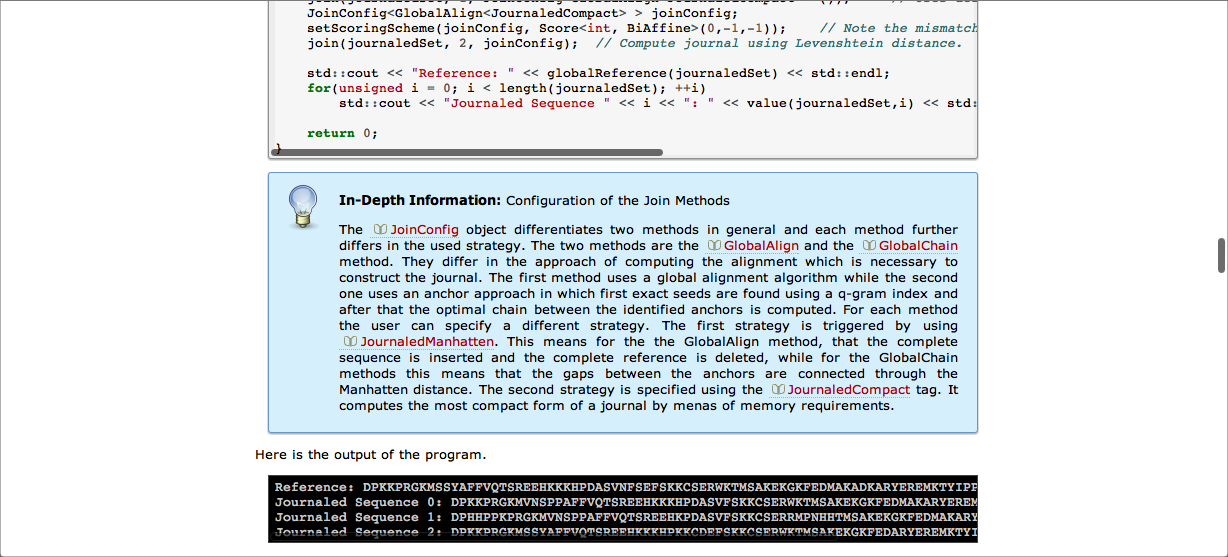 JoinConfig<GlobalAlign<JournaledCompact> > joinConfig;
setScoringScheme(joinConfig, Score<int, BiAffine>(0,-1,-1));    // Note the mismatch
join(journaledSet, 2, joinConfig);  // Compute journal using Levenshtein distance.
std::cout << "Reference: " << globalReference(journaledSet) << std::endl;
for(unsigned i = 0; i < length(journaledSet); ++i)
std::cout << "Journaled Sequence " << i << ": " << value(journaledSet,i) << std:
return 0;
}
In-Depth Information: Configuration of the Join Methods
The JoinConfig object differentiates two methods in general and each method further
differs in the used strategy. The two methods are the GlobalAlign and the GlobalChain
method. They differ in the approach of computing the alignment which is necessary to
construct the journal. The first method uses a global alignment algorithm while the second
one uses an anchor approach in which first exact seeds are found using a q-gram index and
after that the optimal chain between the identified anchors is computed. For each method
the user can specify a different strategy. The first strategy is triggered by using
JournaledManhatten. This means for the the GlobalAlign method, that the complete
sequence is inserted and the complete reference is deleted, while for the GlobalChain
methods this means that the gaps between the anchors are connected through the
Manhatten distance. The second strategy is specified using the JournaledCompact tag. It
computes the most compact form of a journal by menas of memory requirements.
Here is the output of the program.
Reference: DPKKPRGKMSSYAFFVQTSREEHKKKHPDASVNFSEFSKKCSERWKTMSAKEKGKFEDMAKADKARYEREMKTYIPP
Journaled Sequence 0: DPKKPRGKMVNSPPAFFVQTSREEHKKKHPDASVFSKKCSERWKTMSAKEKGKFEDMAKARYEREM
Journaled Sequence 1: DPHHPPKPRGKMVNSPPAFFVQTSREEHKPDASVFSKKCSERRMPNHHTMSAKEKGKFEDMAKARY
Journaled Sequence 2: DPKKPRGKMSSYAFFVQTSREEHKKKHPKKCDEFSKKCSERWKTMSAKEKGKFEDARYEREMKTYI